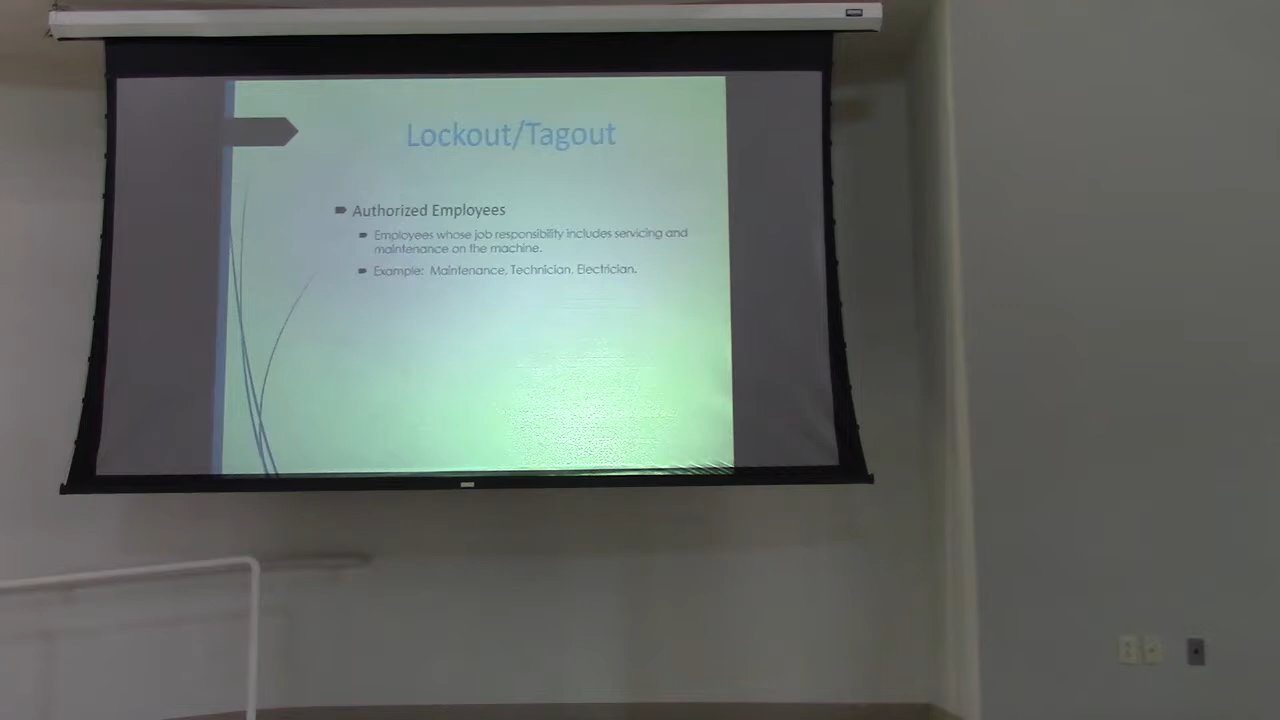 Lockout/Tagout
Authorized Employees
Employees whose job responsibility includes servicing and
maintenance on the machine.
Example: Maintenance, Technician, Electrician.